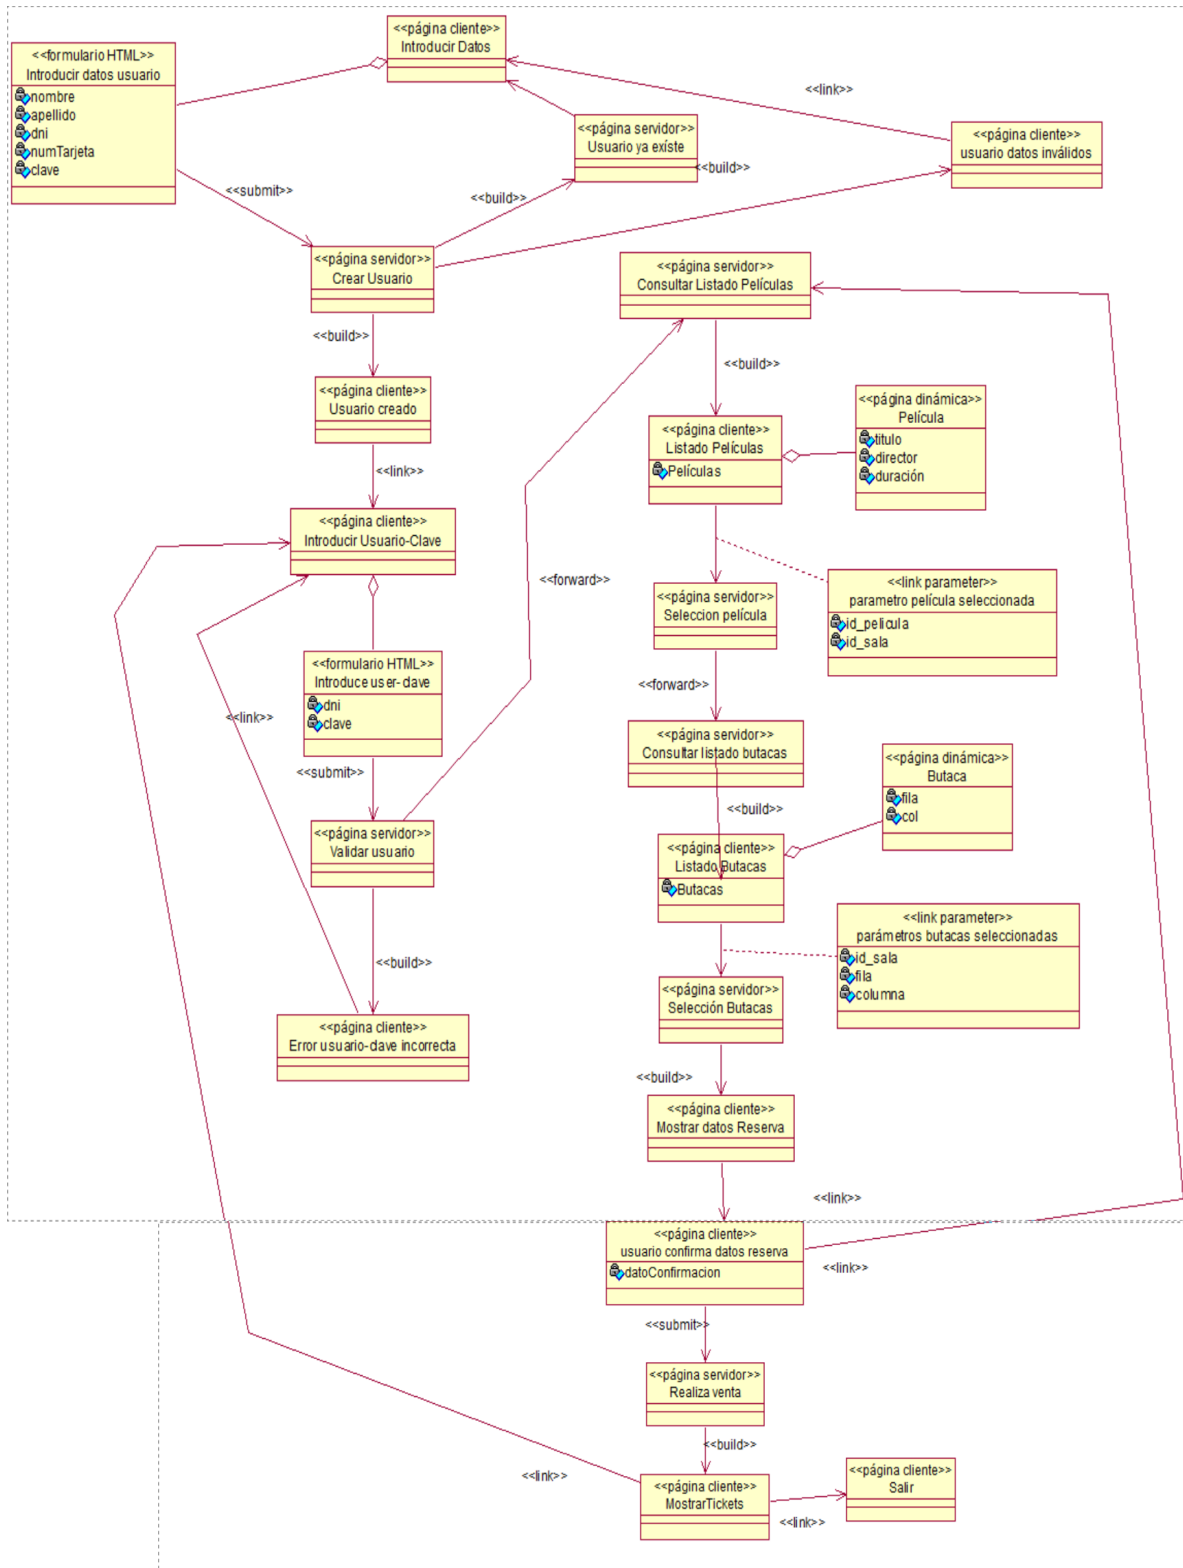 <<página cliente>>
Introducir Datos
<<formulario HTML>>
Introducir datos usuario
nombre
apellido
dni
numTarjeta
clave
<<link>>
<<página servidor>>
Usuario ya exíste
<<página cliente>>
usuario datos inválidos
<<build>>
<<submit>>
<<build>>
<<página servidor>>
Crear Usuario
<<página servidor>>
Consultar Listado Películas
<<build>>
<<build>>
<<página cliente>>
Usuario creado
<<página dinámica>>
Película
titulo
director
duración
<<página cliente>>
Listado Películas
Películas
<<link>>
<<página cliente>>
Introducir Usuario-Clave
<<forward>>
<<página servidor>>
Seleccion película
<<link parameter>>
parametro película seleccionada
id_pelicula
id_sala
<<formulario HTML>>
Introduce user- clave
dni
clave
<<forward>>
<<link>>
<<página servidor>>
Consultar listado butacas
<<página dinámica>>
Butaca
fila
col
<<submit>>
<<build>>
<<página servidor>>
Validar usuario
<<página cliente>>
Listado Butacas
Butacas
<<link parameter>>
parámetros butacas seleccionadas
id_sala
fila
columna
<<build>>
<<página servidor>>
Selección Butacas
<<página cliente>>
Error usuario-clave incorrecta
<<build>>
<<página cliente>>
Mostrar datos Reserva
<<link>>
<<página cliente>>
usuario confirma datos reserva
datoConfirmacion
<<link>>
<<submit>>
<<página servidor>>
Realiza venta
<<build>>
<<link>>
<<página cliente>>
MostrarTickets
<<página cliente>>
Salir
<<link>>